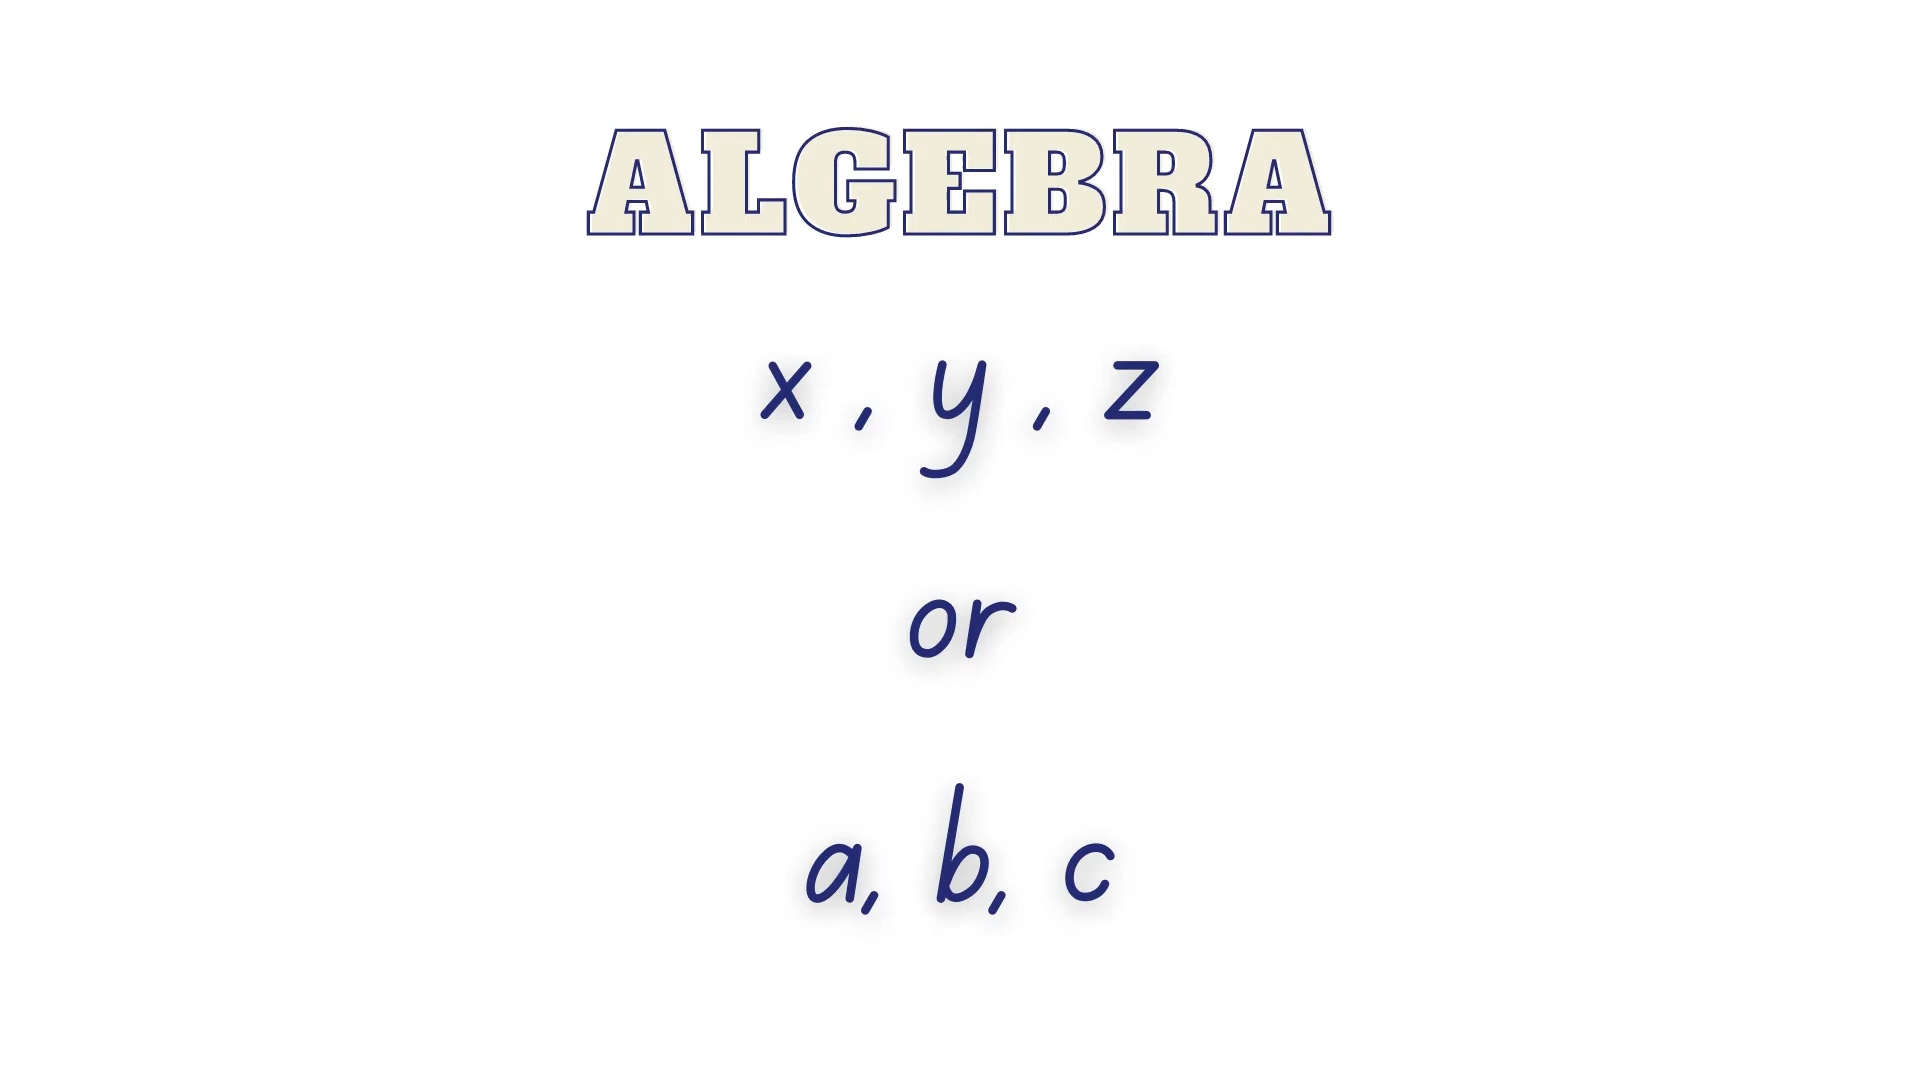 ALGEBRA
x , y , z
or
a, b, c